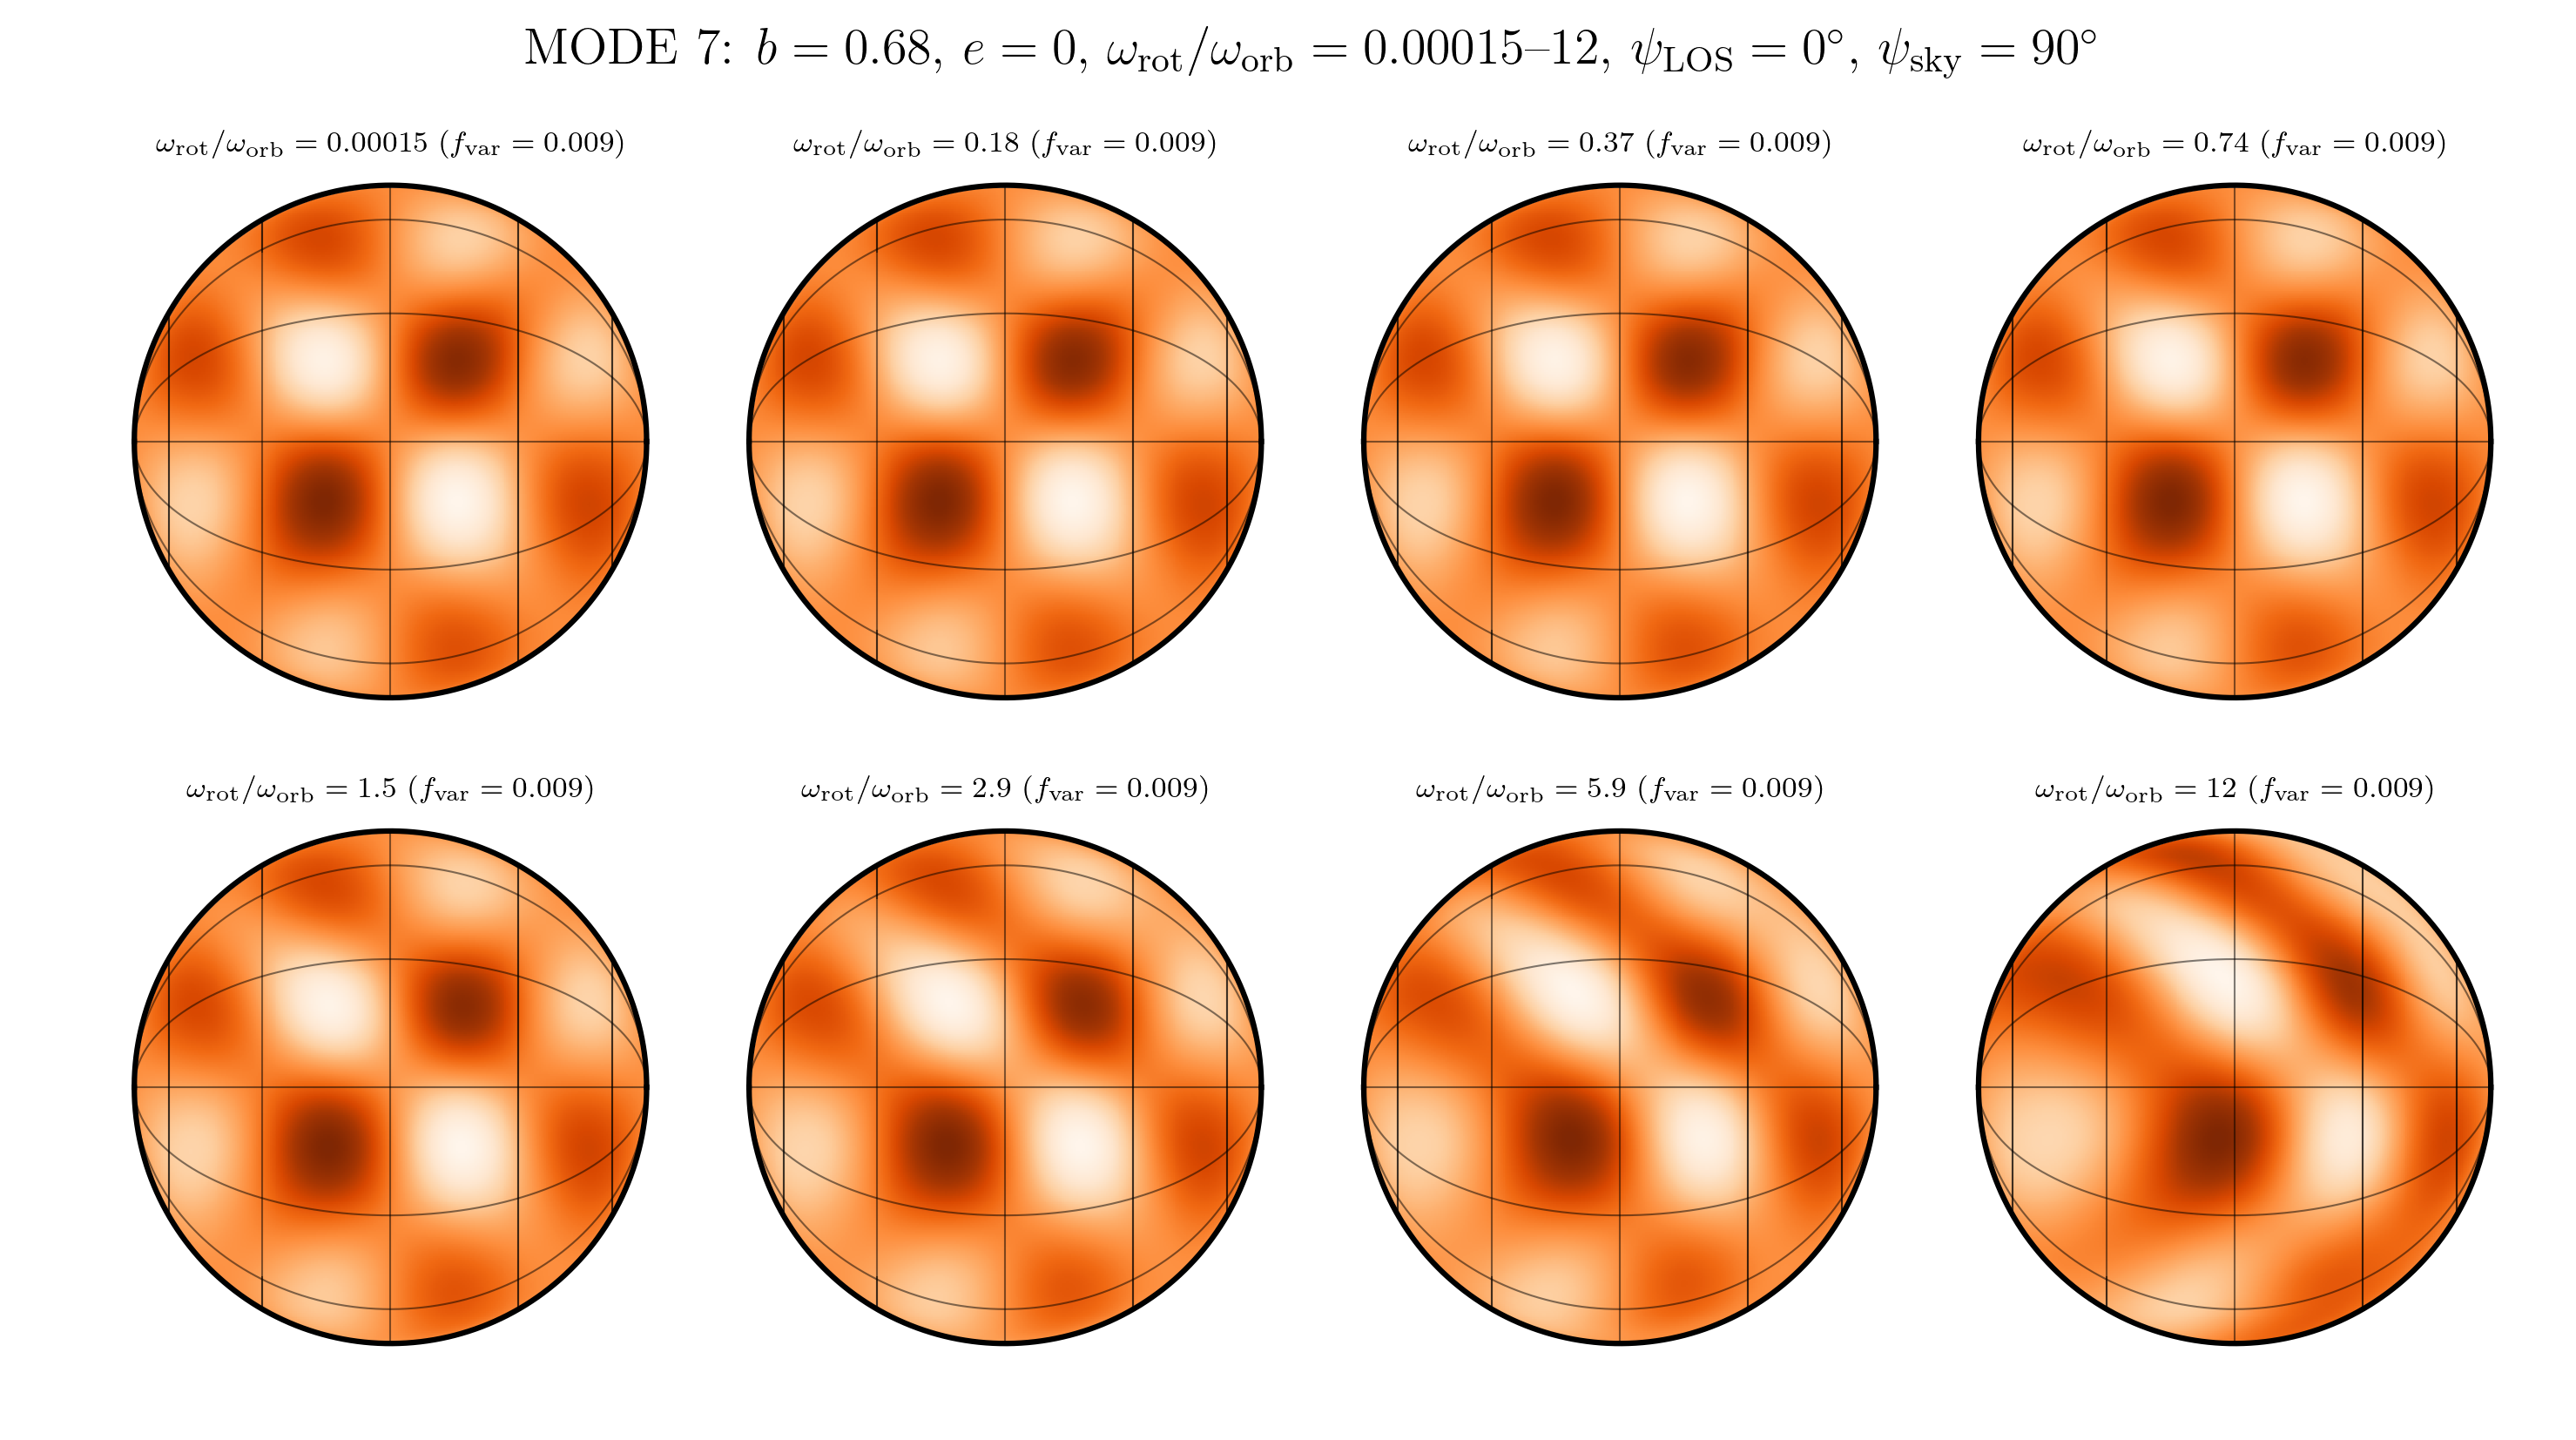 MODE 7: b = 0.68, e = 0, ω_rot/ω_orb = 0.00015–12, ψ_LOS = 0°, ψ_sky = 90°
ω_rot/ω_orb = 0.00015 (f_var = 0.009)
ω_rot/ω_orb = 0.18 (f_var = 0.009)
ω_rot/ω_orb = 0.37 (f_var = 0.009)
ω_rot/ω_orb = 0.74 (f_var = 0.009)
ω_rot/ω_orb = 1.5 (f_var = 0.009)
ω_rot/ω_orb = 2.9 (f_var = 0.009)
ω_rot/ω_orb = 5.9 (f_var = 0.009)
ω_rot/ω_orb = 12 (f_var = 0.009)